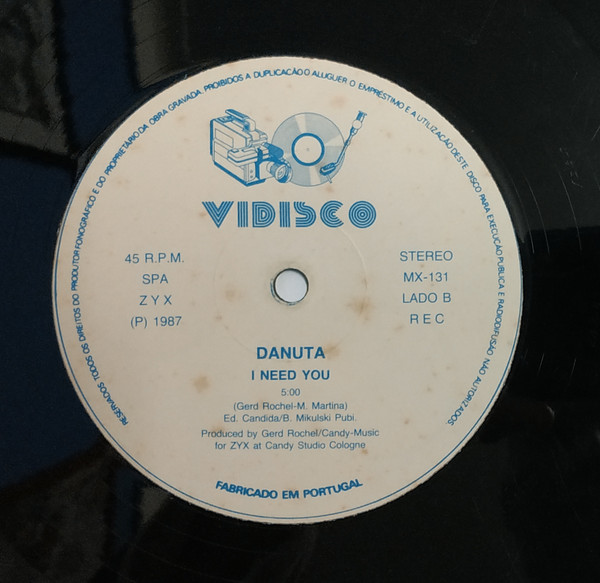 RESERVADOS TODOS OS DIREITOS DO PRODUTOR FONOGRÁFICO E DO PROPRIETÁRIO DA OBRA GRAVADA. PROIBIDOS A DUPLICAÇÃO O ALUGUER O EMPRÉSTIMO E A UTILIZAÇÃO DESTE DISCO PARA EXECUÇÃO PUBLICA E RADIODIFUSÃO NÃO AUTORIZADOS.
VIDISCO
45 R.P.M.
SPA
Z Y X
(P) 1987
STEREO
MX-131
LADO B
R E C
DANUTA
I NEED YOU
5:00
(Gerd Rochel-M. Martina)
Ed. Candida/B. Mikulski Publ.
Produced by Gerd Rochel/Candy-Music
for ZYX at Candy Studio Cologne
FABRICADO EM PORTUGAL